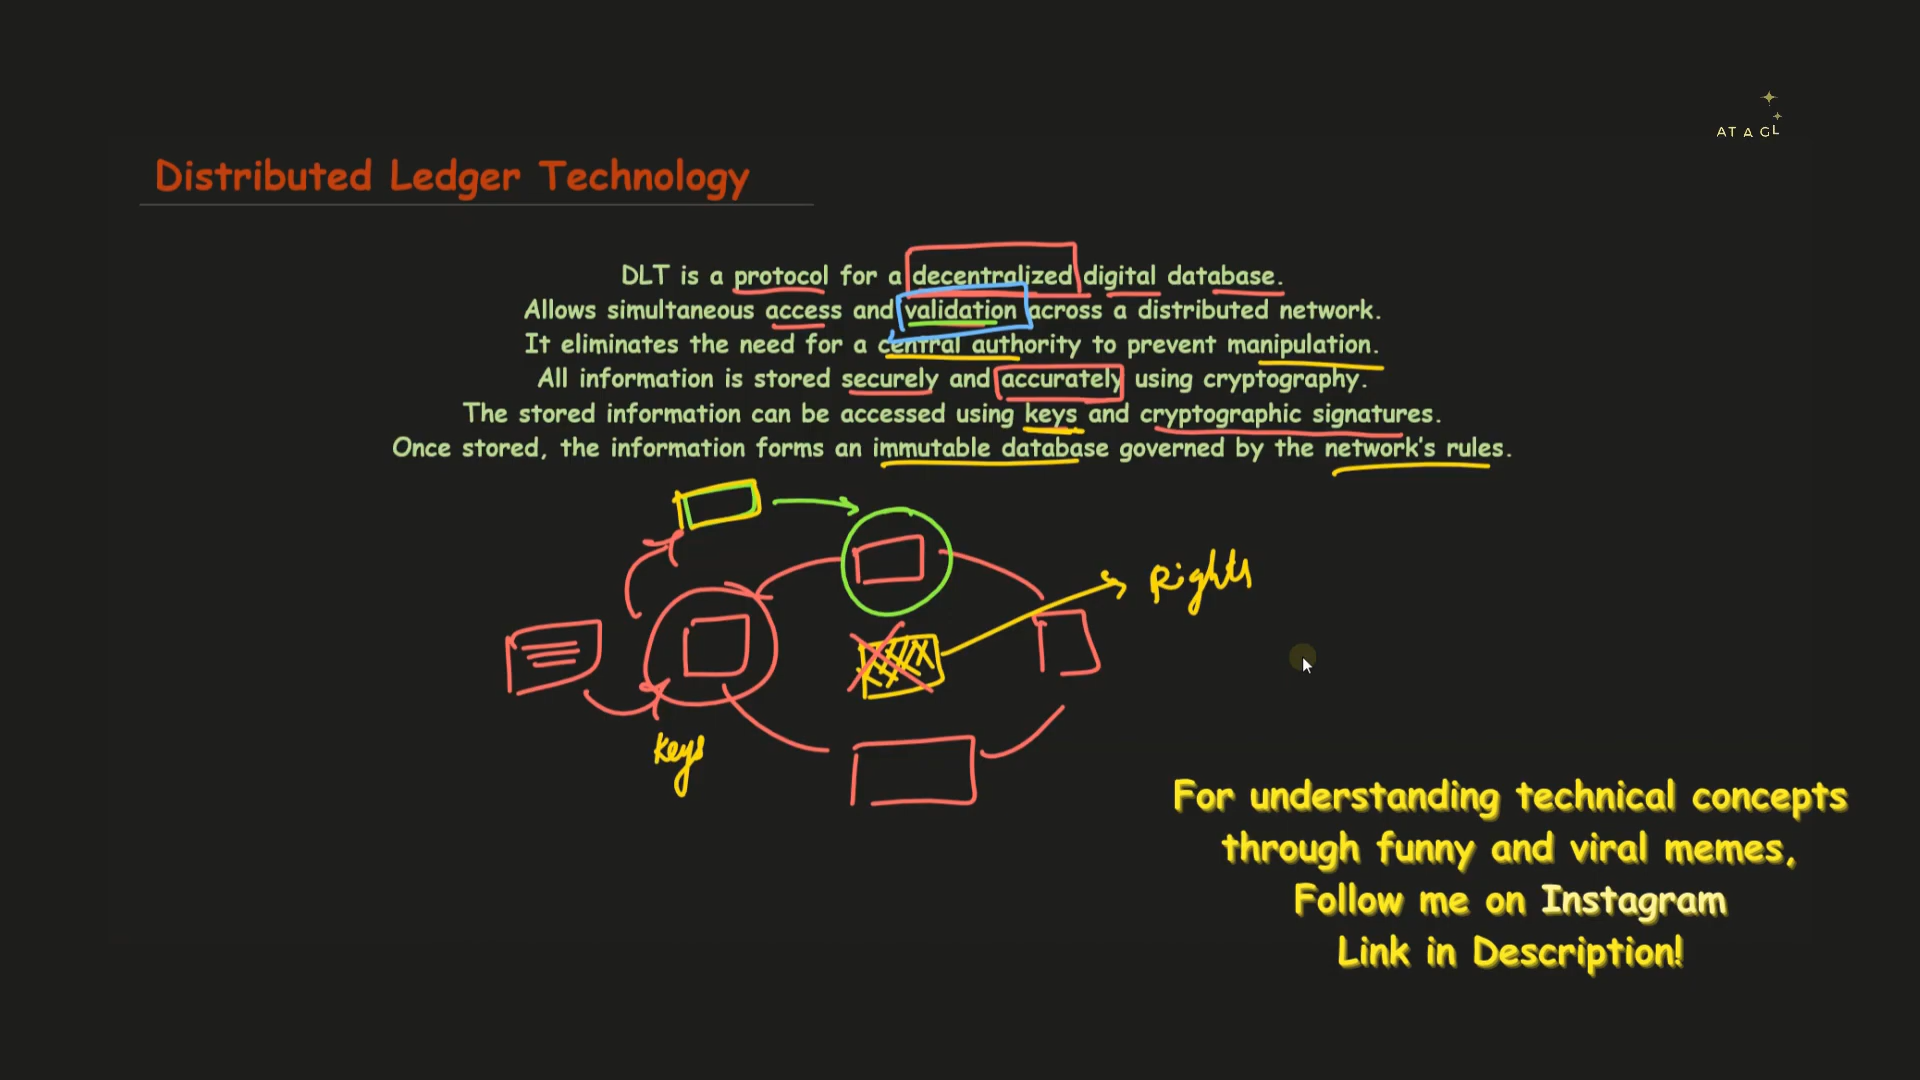 AT A GL
Distributed Ledger Technology
DLT is a protocol for a decentralized digital database.
Allows simultaneous access and validation across a distributed network.
It eliminates the need for a central authority to prevent manipulation.
All information is stored securely and accurately using cryptography.
The stored information can be accessed using keys and cryptographic signatures.
Once stored, the information forms an immutable database governed by the network's rules.
Rights
Keys
For understanding technical concepts
through funny and viral memes,
Follow me on Instagram
Link in Description!